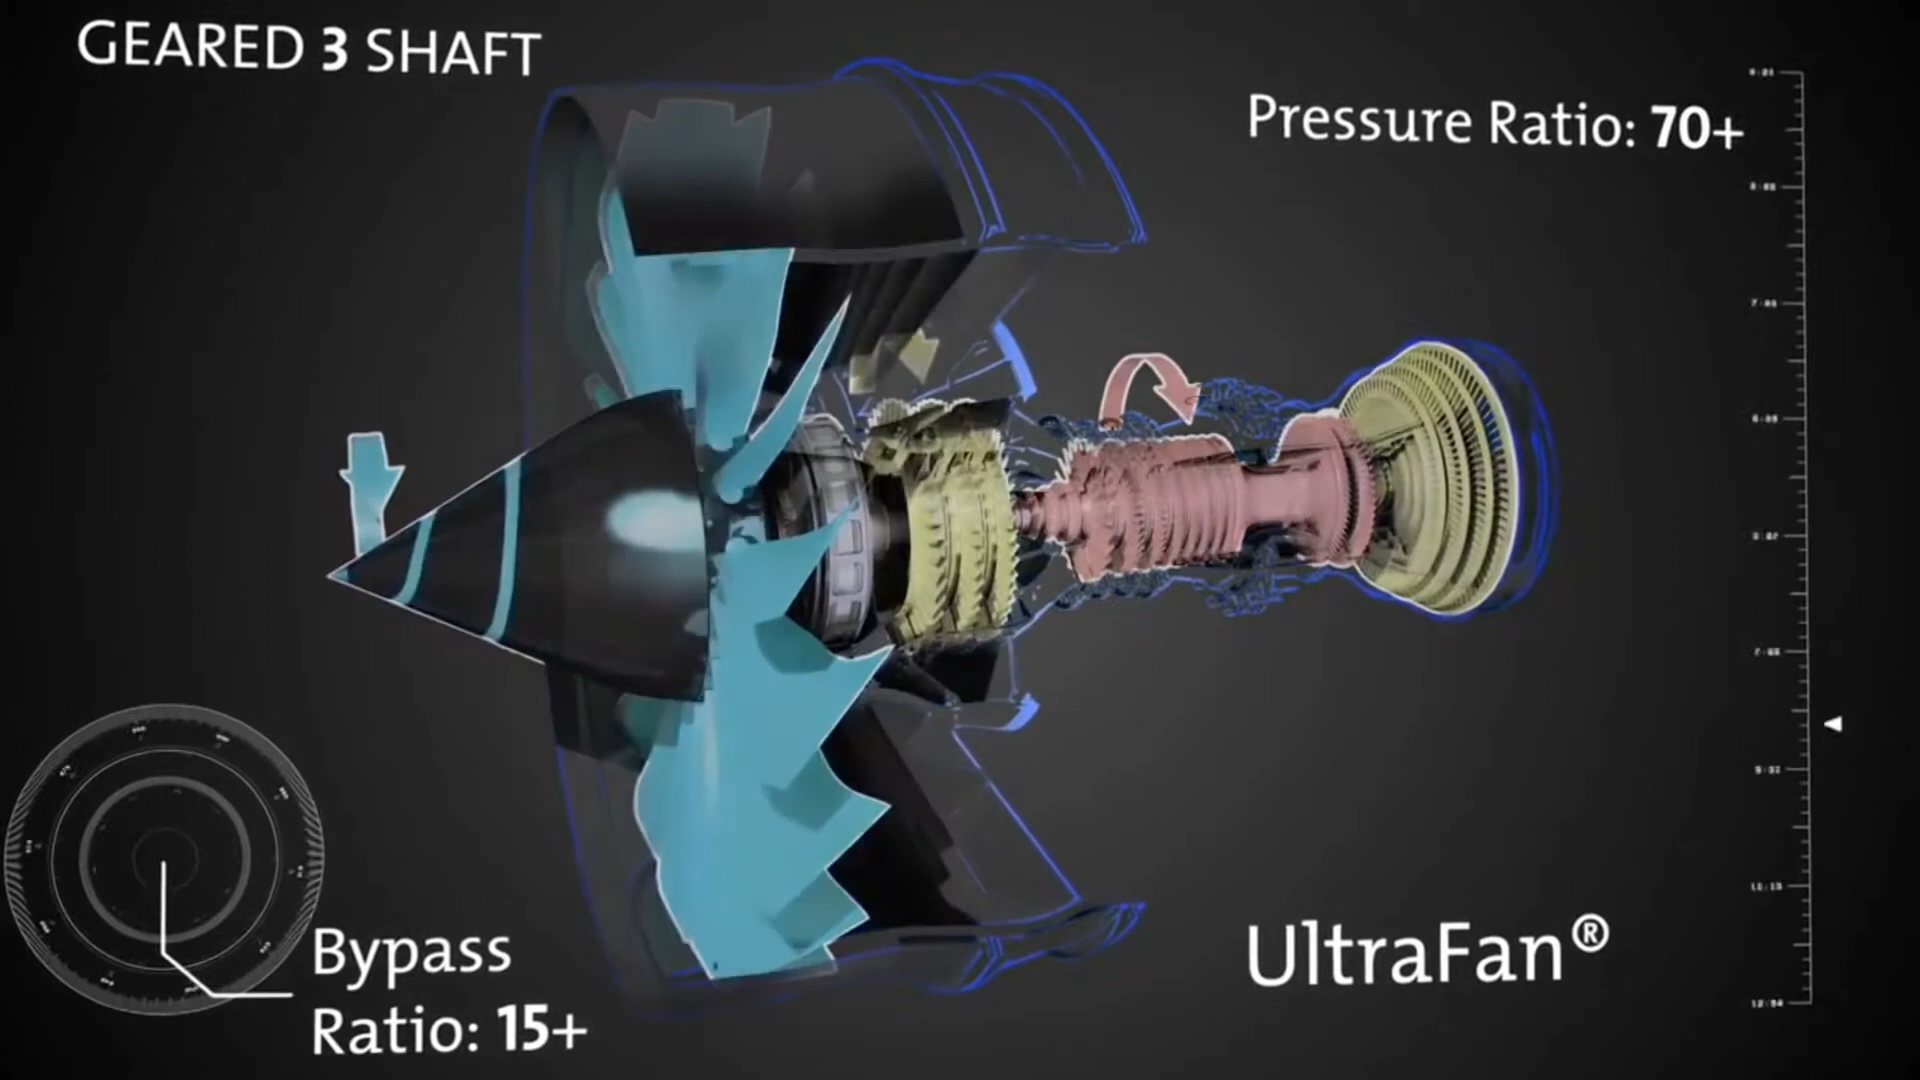 GEARED 3 SHAFT
Pressure Ratio: 70+
UltraFan®
Bypass
Ratio: 15+